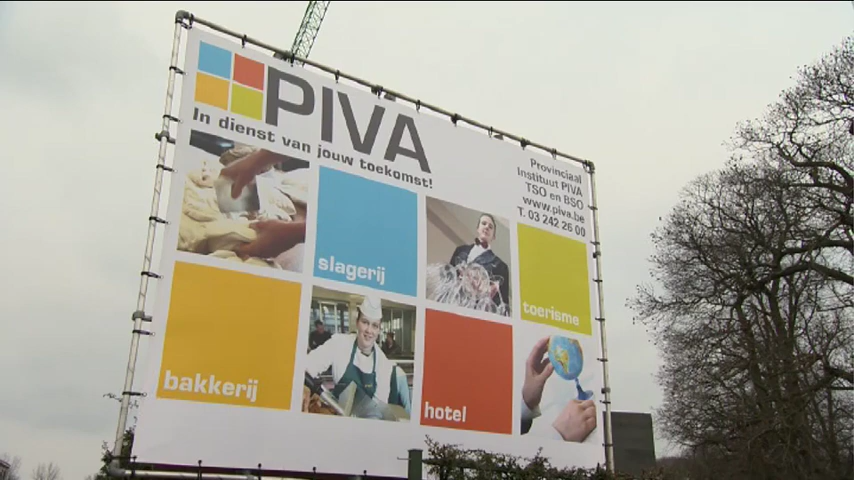 PIVA
In dienst van jouw toekomst!
Provinciaal
Instituut PIVA
TSO en BSO
www.piva.be
T. 03 242 26 00
slagerij
toerisme
bakkerij
hotel